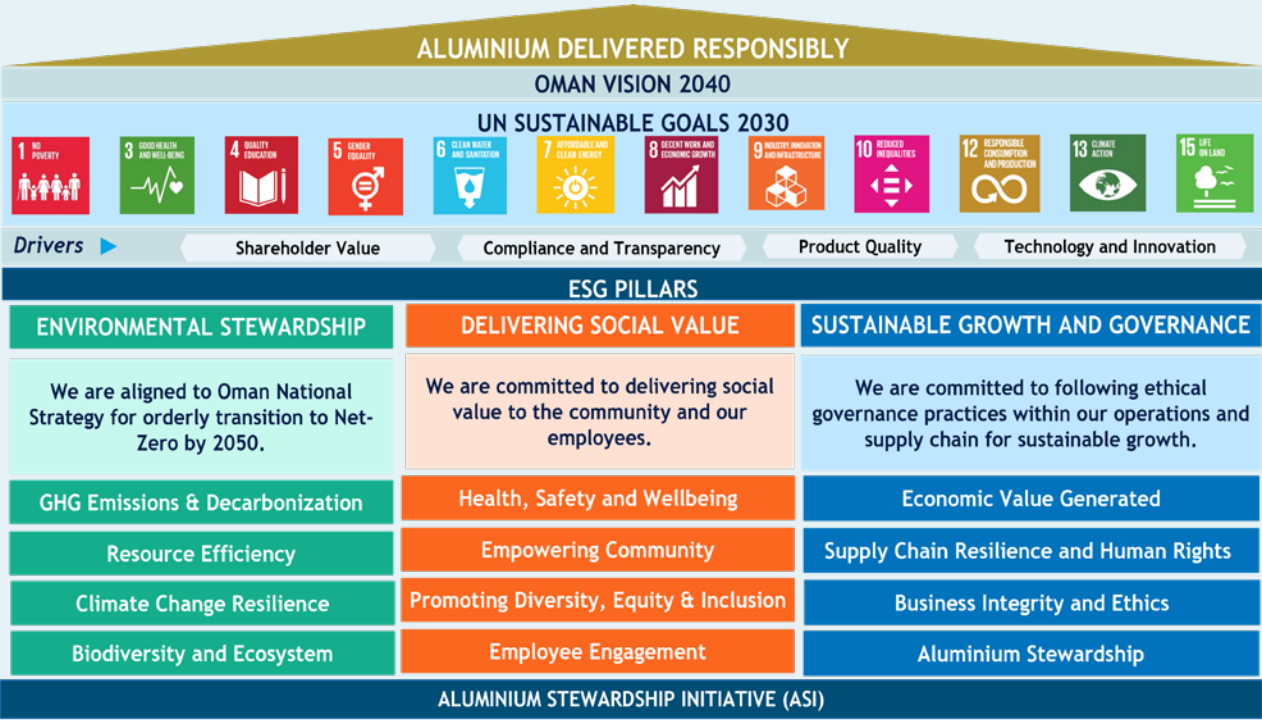 ALUMINIUM DELIVERED RESPONSIBLY
OMAN VISION 2040
UN SUSTAINABLE GOALS 2030
1 NO
POVERTY
3 GOOD HEALTH
AND WELL-BEING
4 QUALITY
EDUCATION
5 GENDER
EQUALITY
6 CLEAN WATER
AND SANITATION
7 AFFORDABLE AND
CLEAN ENERGY
8 DECENT WORK AND
ECONOMIC GROWTH
9 INDUSTRY, INNOVATION
AND INFRASTRUCTURE
10 REDUCED
INEQUALITIES
12 RESPONSIBLE
CONSUMPTION
AND PRODUCTION
13 CLIMATE
ACTION
15 LIFE
ON LAND
Drivers
Shareholder Value
Compliance and Transparency
Product Quality
Technology and Innovation
ESG PILLARS
ENVIRONMENTAL STEWARDSHIP
We are aligned to Oman National
Strategy for orderly transition to Net-
Zero by 2050.
GHG Emissions & Decarbonization
Resource Efficiency
Climate Change Resilience
Biodiversity and Ecosystem
DELIVERING SOCIAL VALUE
We are committed to delivering social
value to the community and our
employees.
Health, Safety and Wellbeing
Empowering Community
Promoting Diversity, Equity & Inclusion
Employee Engagement
SUSTAINABLE GROWTH AND GOVERNANCE
We are committed to following ethical
governance practices within our operations and
supply chain for sustainable growth.
Economic Value Generated
Supply Chain Resilience and Human Rights
Business Integrity and Ethics
Aluminium Stewardship
ALUMINIUM STEWARDSHIP INITIATIVE (ASI)